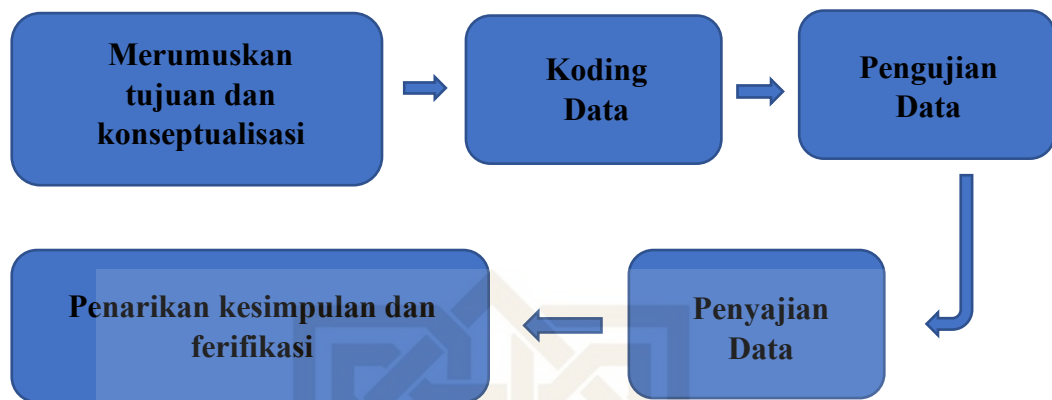 Merumuskan
tujuan dan
konseptualisasi
Koding
Data
Pengujian
Data
Penyajian
Data
Penarikan kesimpulan dan
ferifikasi